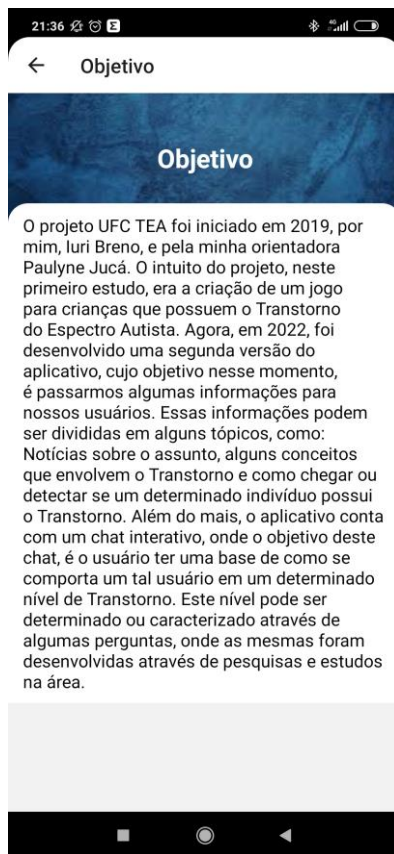 21:36
4G
Objetivo
Objetivo
O projeto UFC TEA foi iniciado em 2019, por
mim, Iuri Breno, e pela minha orientadora
Paulyne Jucá. O intuito do projeto, neste
primeiro estudo, era a criação de um jogo
para crianças que possuem o Transtorno
do Espectro Autista. Agora, em 2022, foi
desenvolvido uma segunda versão do
aplicativo, cujo objetivo nesse momento,
é passarmos algumas informações para
nossos usuários. Essas informações podem
ser divididas em alguns tópicos, como:
Notícias sobre o assunto, alguns conceitos
que envolvem o Transtorno e como chegar ou
detectar se um determinado indivíduo possui
o Transtorno. Além do mais, o aplicativo conta
com um chat interativo, onde o objetivo deste
chat, é o usuário ter uma base de como se
comporta um tal usuário em um determinado
nível de Transtorno. Este nível pode ser
determinado ou caracterizado através de
algumas perguntas, onde as mesmas foram
desenvolvidas através de pesquisas e estudos
na área.